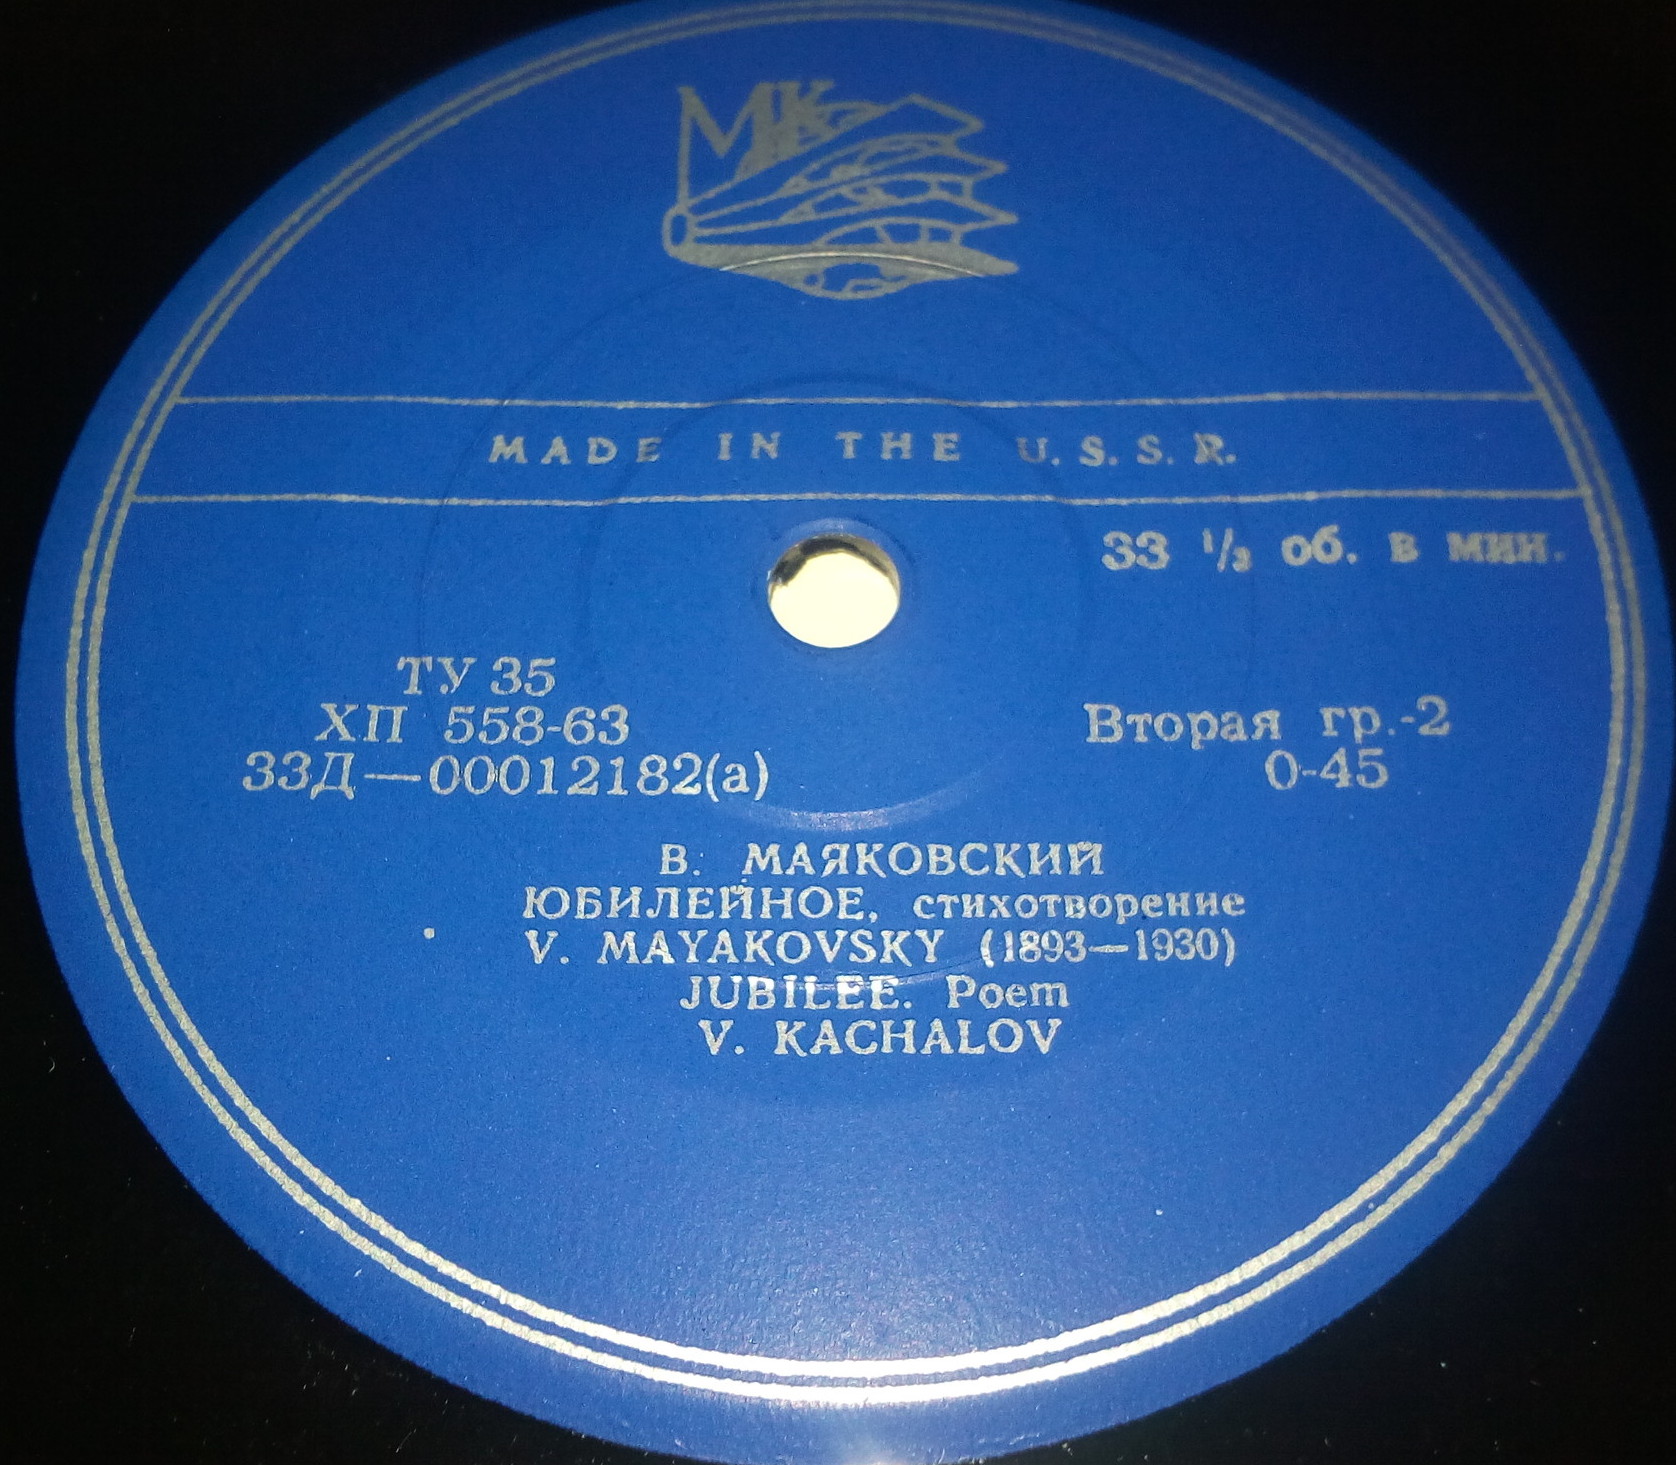 МК
MADE IN THE U.S.S.R.
33 1/3 об. в мин.
ТУ 35
ХП 558-63
33Д—00012182(а)
Вторая гр.-2
0-45
В. МАЯКОВСКИЙ
ЮБИЛЕЙНОЕ, стихотворение
V. MAYAKOVSKY (1893—1930)
JUBILEE. Poem
V. KACHALOV